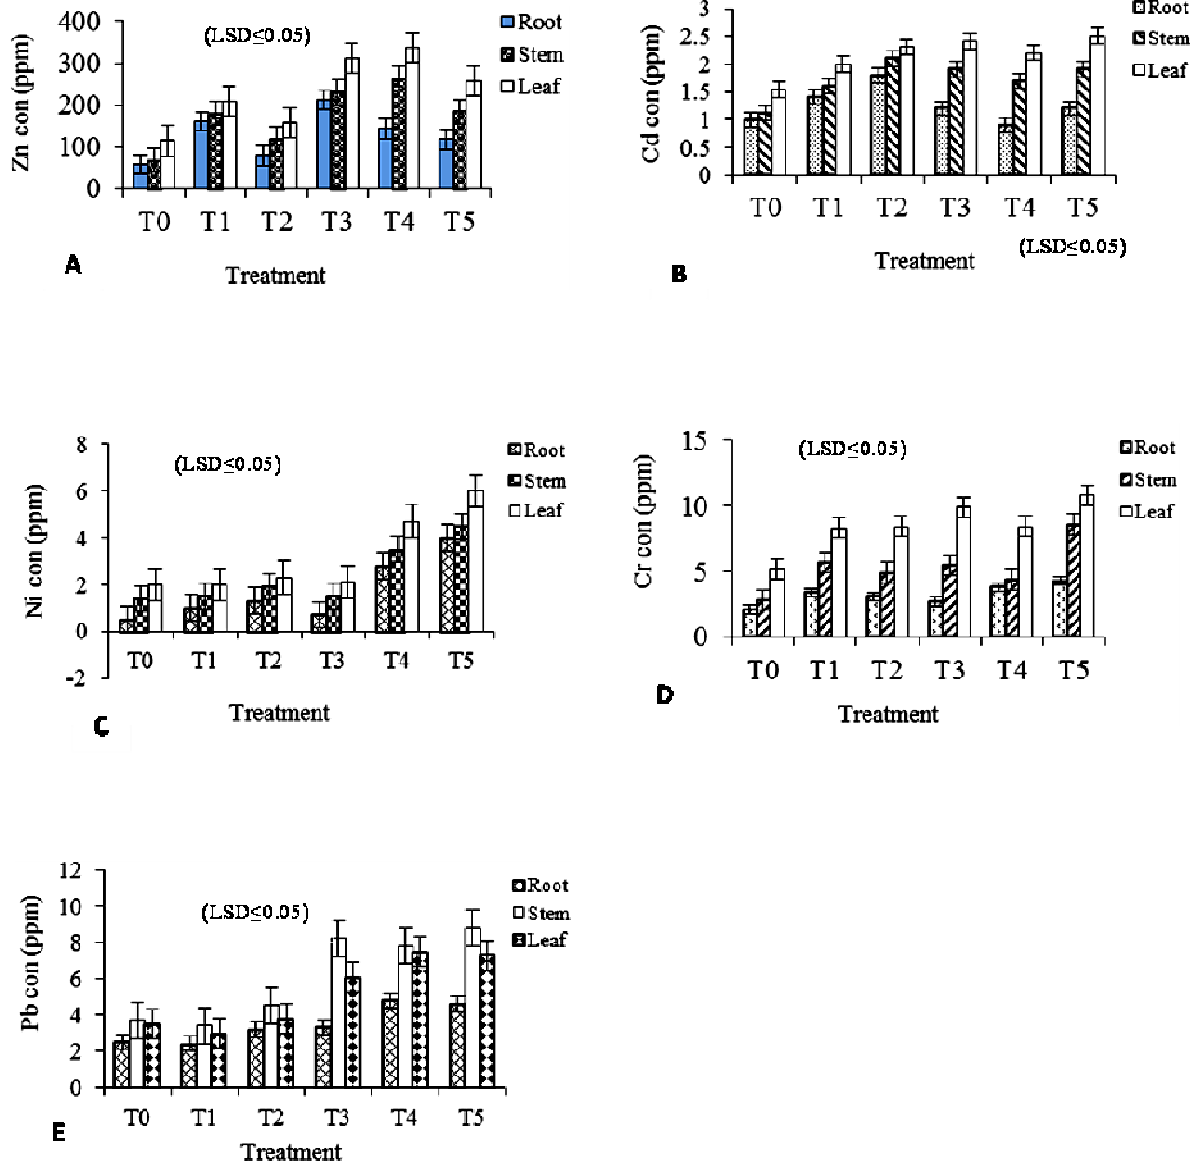 Zn con (ppm)
400
300
200
100
0
(LSD≤0.05)
Root
Stem
Leaf
T0 T1 T2 T3 T4 T5
Treatment
A
Cd con (ppm)
3
2.5
2
1.5
1
0.5
0
Root
Stem
Leaf
T0 T1 T2 T3 T4 T5
(LSD≤0.05)
Treatment
B
Ni con (ppm)
8
6
4
2
0
-2
(LSD≤0.05)
Root
Stem
Leaf
T0 T1 T2 T3 T4 T5
Treatment
C
Cr con (ppm)
15
10
5
0
(LSD≤0.05)
Root
Stem
Leaf
T0 T1 T2 T3 T4 T5
Treatment
D
Pb con (ppm)
12
10
8
6
4
2
0
(LSD≤0.05)
Root
Stem
Leaf
T0 T1 T2 T3 T4 T5
Treatment
E